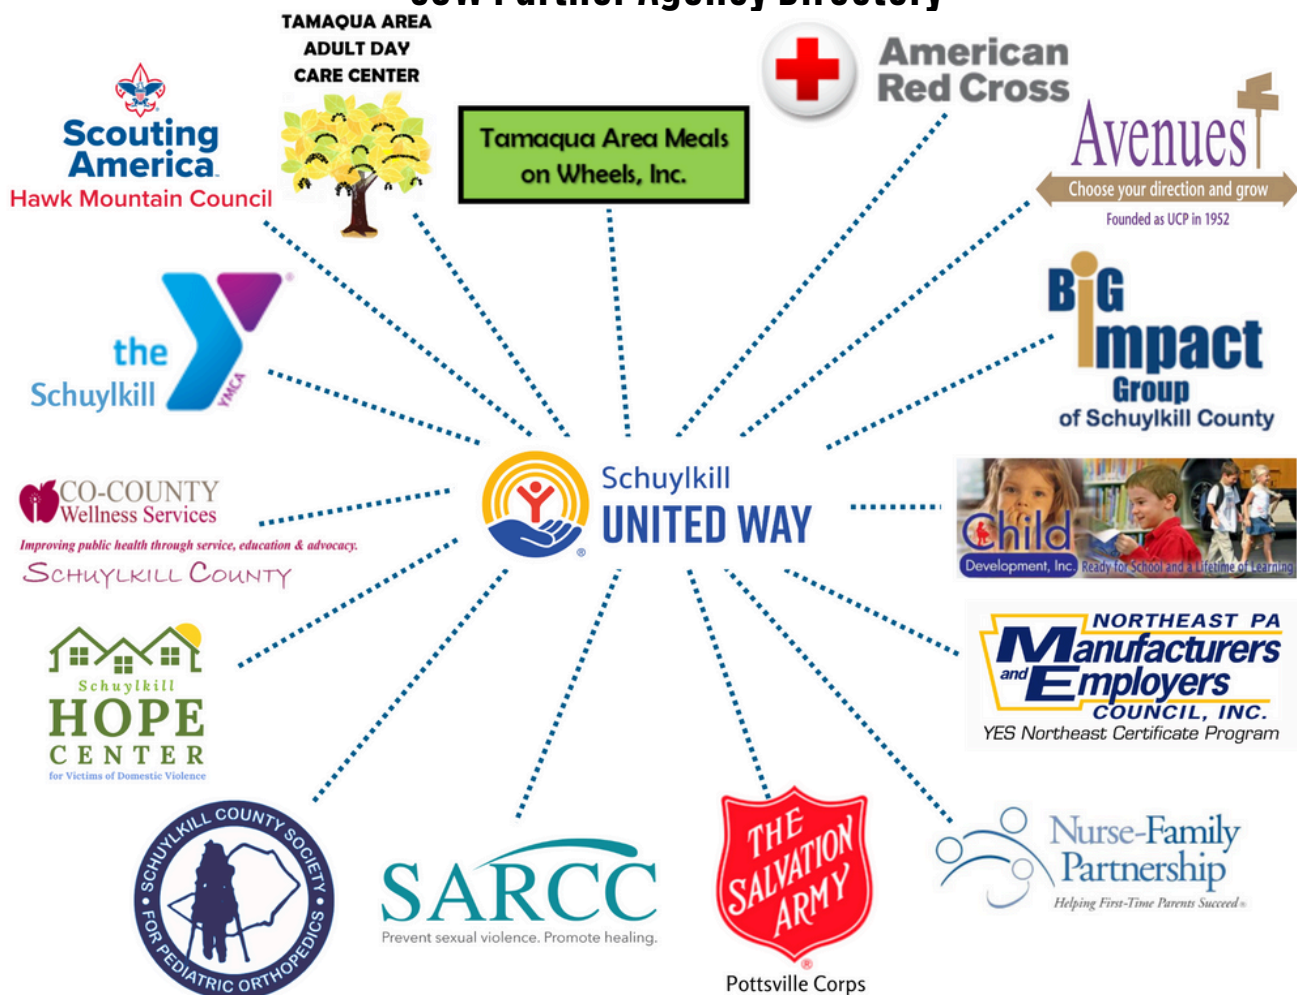 SUW Partner Agency Directory
TAMAQUA AREA
ADULT DAY
CARE CENTER
American
Red Cross
Scouting
America
Hawk Mountain Council
Tamaqua Area Meals
on Wheels, Inc.
Avenues
Choose your direction and grow
Founded as UCP in 1952
the
Schuylkill
YMCA
BiG
impact
Group
of Schuylkill County
Schuylkill
UNITED WAY
CO-COUNTY
Wellness Services
Improving public health through service, education & advocacy.
SCHUYLKILL COUNTY
Child
Development, Inc.
Ready for School and a Lifetime of Learning
NORTHEAST PA
Manufacturers
and Employers
COUNCIL, INC.
YES Northeast Certificate Program
Schuylkill
HOPE
CENTER
for Victims of Domestic Violence
SCHUYLKILL COUNTY SOCIETY
FOR PEDIATRIC ORTHOPEDICS
SARCC
Prevent sexual violence. Promote healing.
THE
SALVATION
ARMY
Pottsville Corps
Nurse-Family
Partnership
Helping First-Time Parents Succeed®